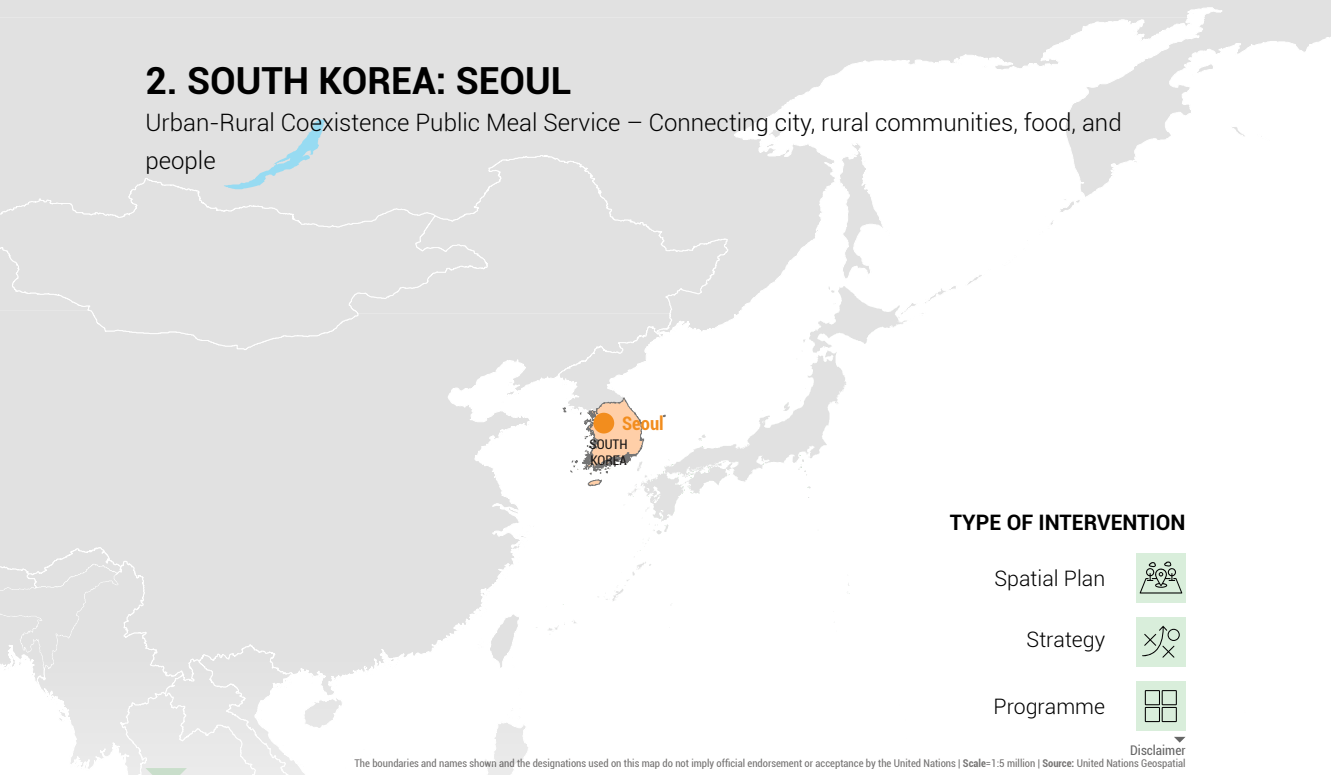 2. SOUTH KOREA: SEOUL
Urban-Rural Coexistence Public Meal Service – Connecting city, rural communities, food, and
people
Seoul
SOUTH
KOREA
TYPE OF INTERVENTION
Spatial Plan
Strategy
Programme
Disclaimer
The boundaries and names shown and the designations used on this map do not imply official endorsement or acceptance by the United Nations | Scale=1:5 million | Source: United Nations Geospatial